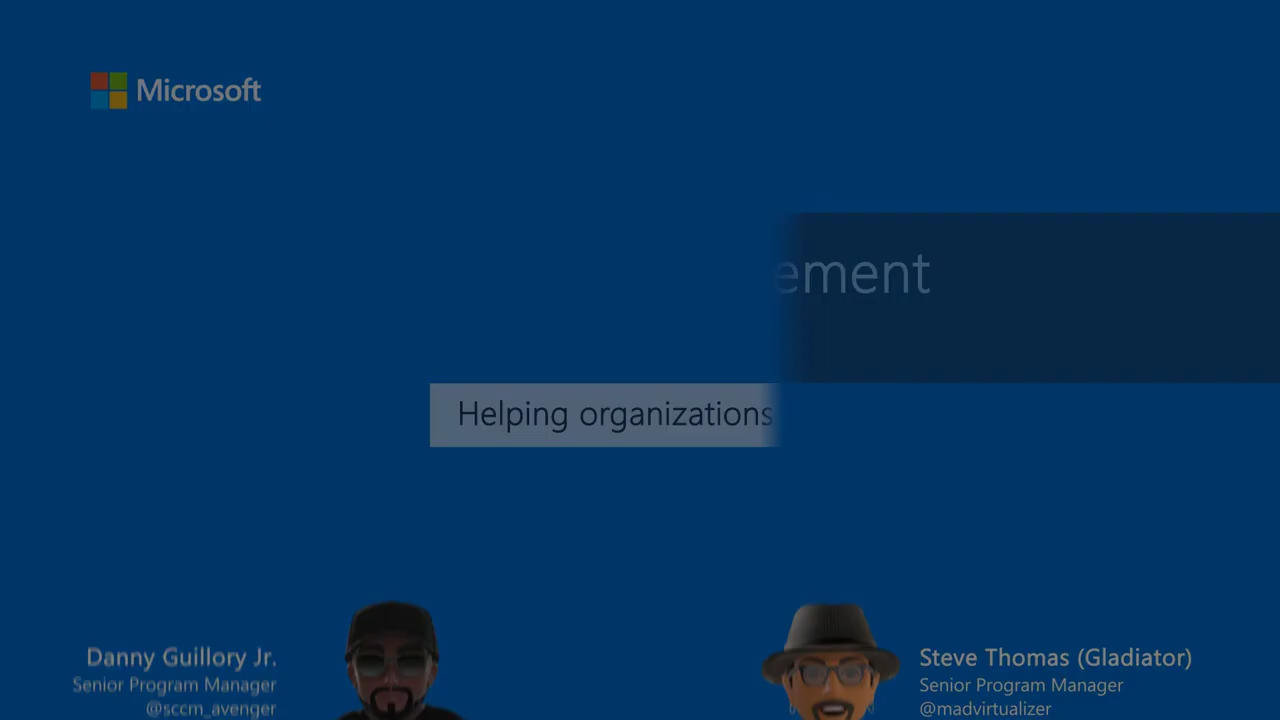 Microsoft
ement
Helping organizations
Danny Guillory Jr.
Senior Program Manager
@sccm_avenger
Steve Thomas (Gladiator)
Senior Program Manager
@madvirtualizer